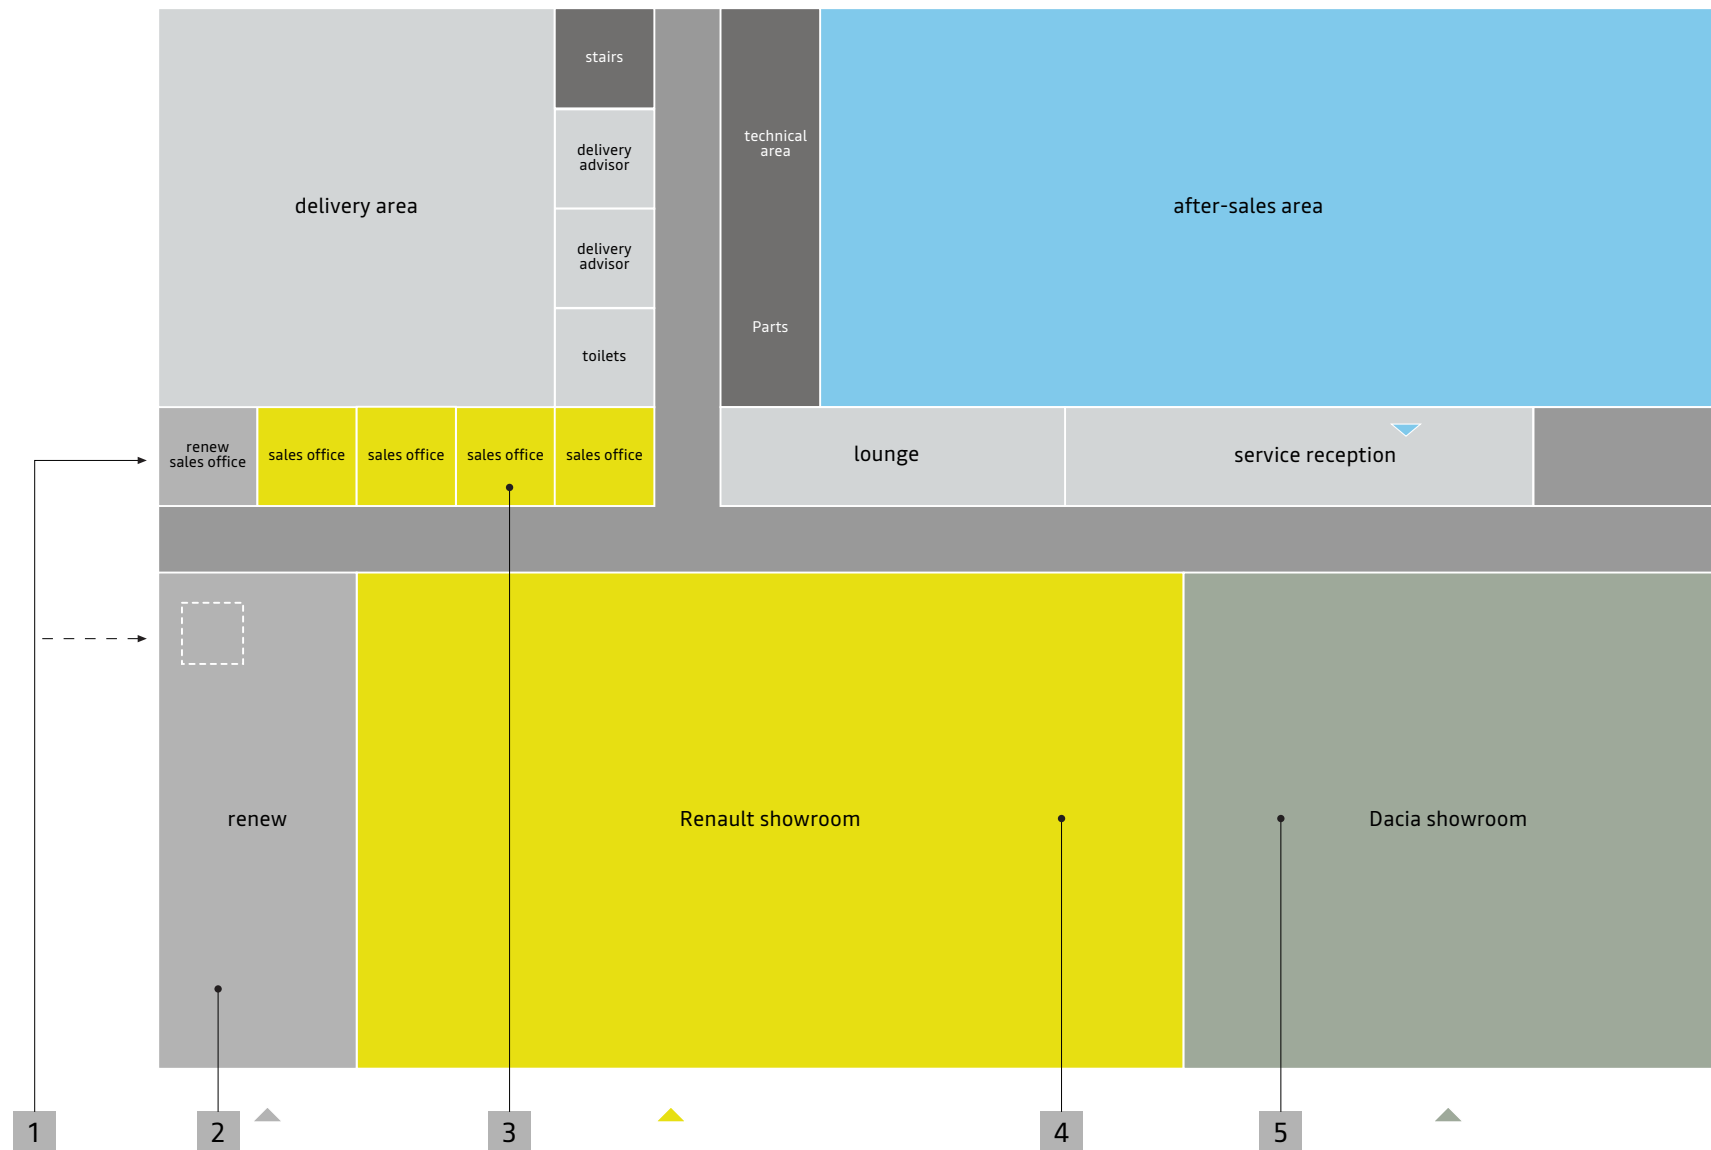 stairs
delivery
advisor
technical
area
delivery area
after-sales area
delivery
advisor
Parts
toilets
renew
sales office
sales office
sales office
sales office
sales office
lounge
service reception
renew
Renault showroom
Dacia showroom
1
2
3
4
5